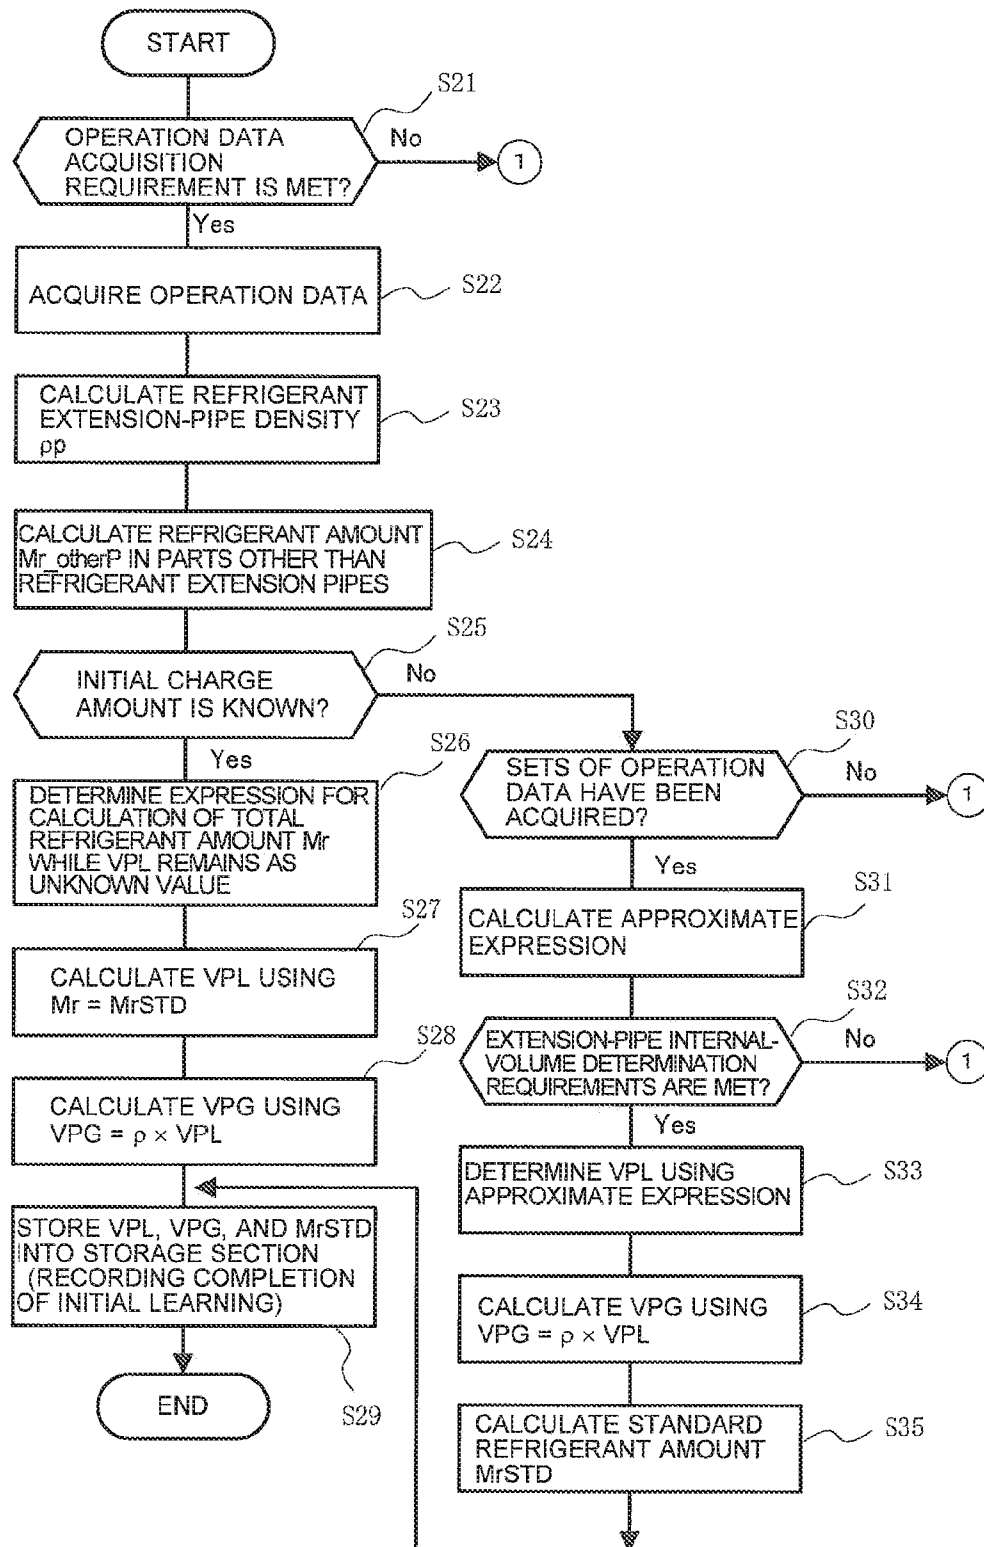 START
S21
OPERATION DATA
ACQUISITION
REQUIREMENT IS MET?
No
1
Yes
S22
ACQUIRE OPERATION DATA
S23
CALCULATE REFRIGERANT
EXTENSION-PIPE DENSITY
ρp
S24
CALCULATE REFRIGERANT AMOUNT
Mr_otherP IN PARTS OTHER THAN
REFRIGERANT EXTENSION PIPES
S25
INITIAL CHARGE
AMOUNT IS KNOWN?
No
Yes
S26
DETERMINE EXPRESSION FOR
CALCULATION OF TOTAL
REFRIGERANT AMOUNT Mr
WHILE VPL REMAINS AS
UNKNOWN VALUE
S27
CALCULATE VPL USING
Mr = MrSTD
S28
CALCULATE VPG USING
VPG = ρ × VPL
STORE VPL, VPG, AND MrSTD
INTO STORAGE SECTION
(RECORDING COMPLETION
OF INITIAL LEARNING)
S29
END
S30
SETS OF OPERATION
DATA HAVE BEEN
ACQUIRED?
No
1
Yes
S31
CALCULATE APPROXIMATE
EXPRESSION
S32
EXTENSION-PIPE INTERNAL-
VOLUME DETERMINATION
REQUIREMENTS ARE MET?
No
1
Yes
S33
DETERMINE VPL USING
APPROXIMATE EXPRESSION
S34
CALCULATE VPG USING
VPG = ρ × VPL
S35
CALCULATE STANDARD
REFRIGERANT AMOUNT
MrSTD